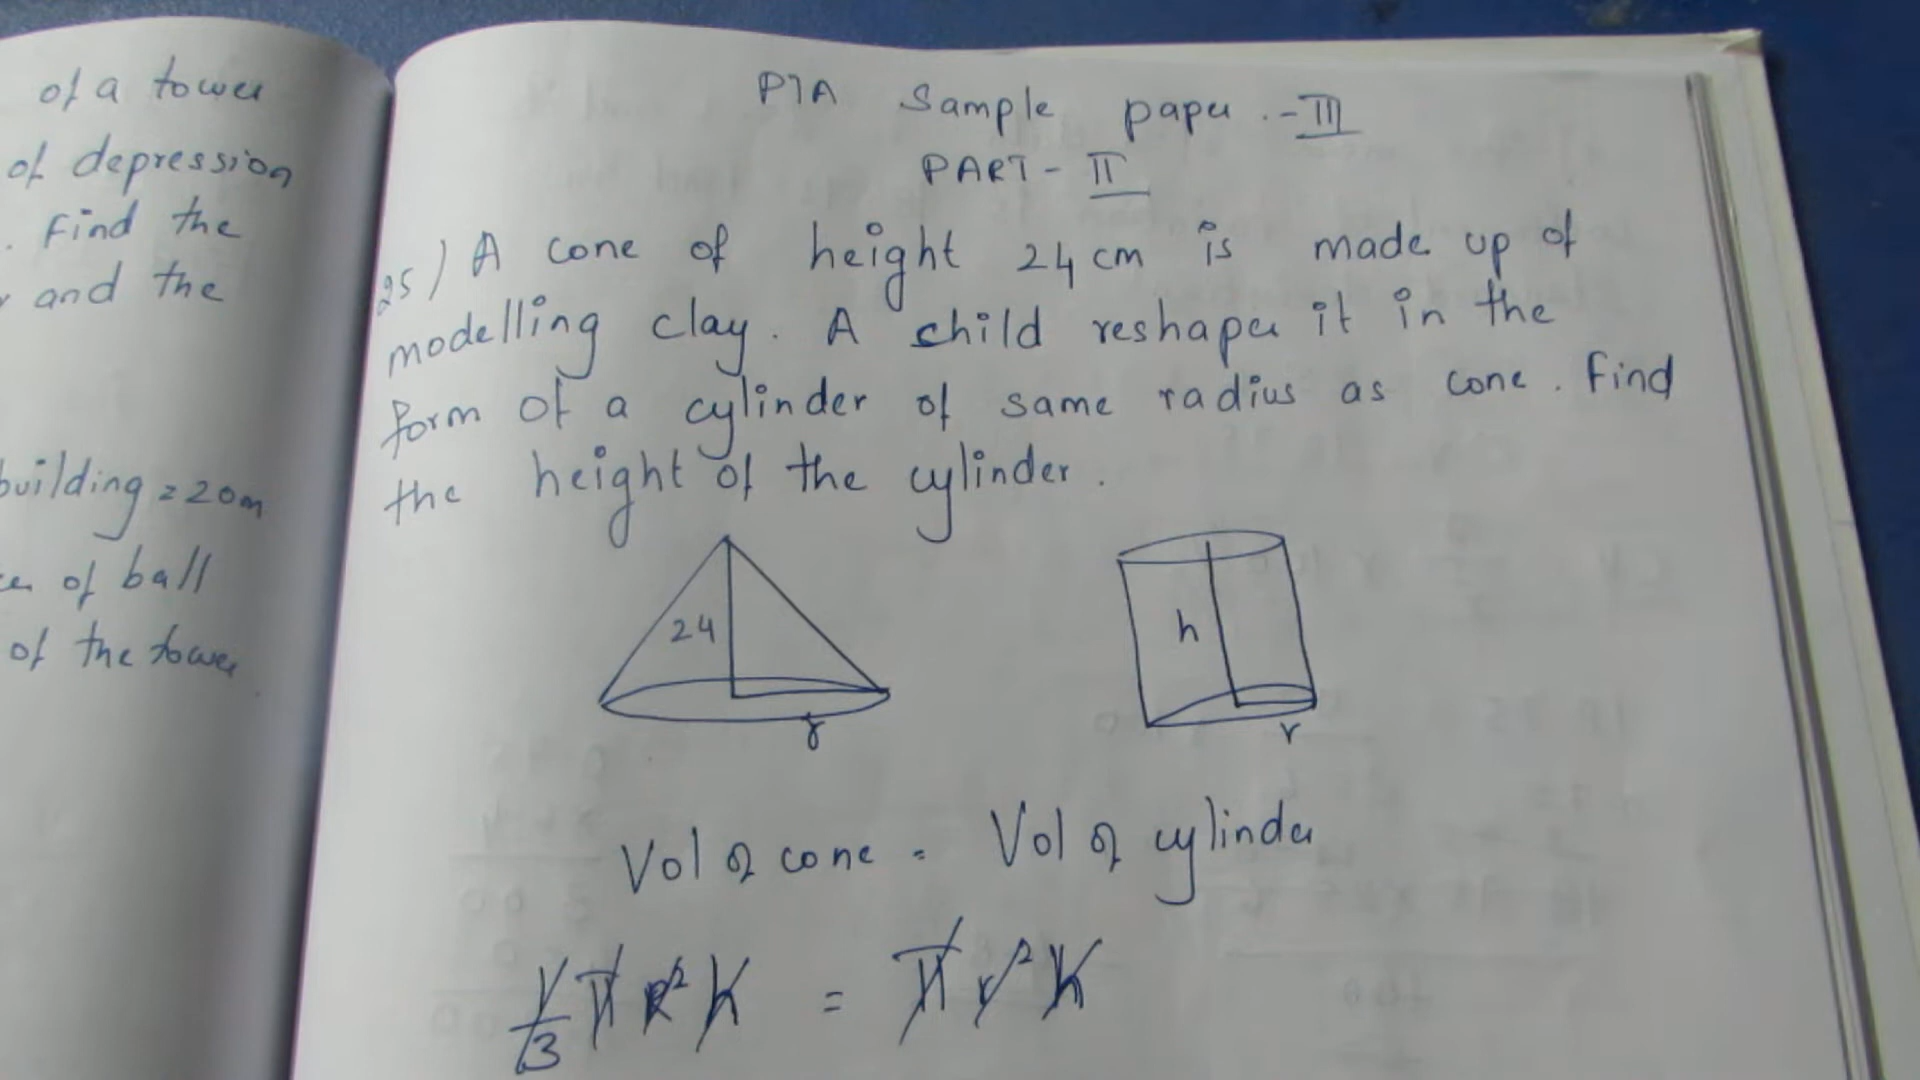 of a tower
of depression
. Find the
and the
building = 20m
of ball
of the tower
PTA Sample paper - III
PART - II
25) A cone of height 24 cm is made up of
modelling clay. A child reshapes it in the
form of a cylinder of same radius as cone. Find
the height of the cylinder.
24
r
h
r
Vol of cone = Vol of cylinder
1/3 π r² h = π r² h